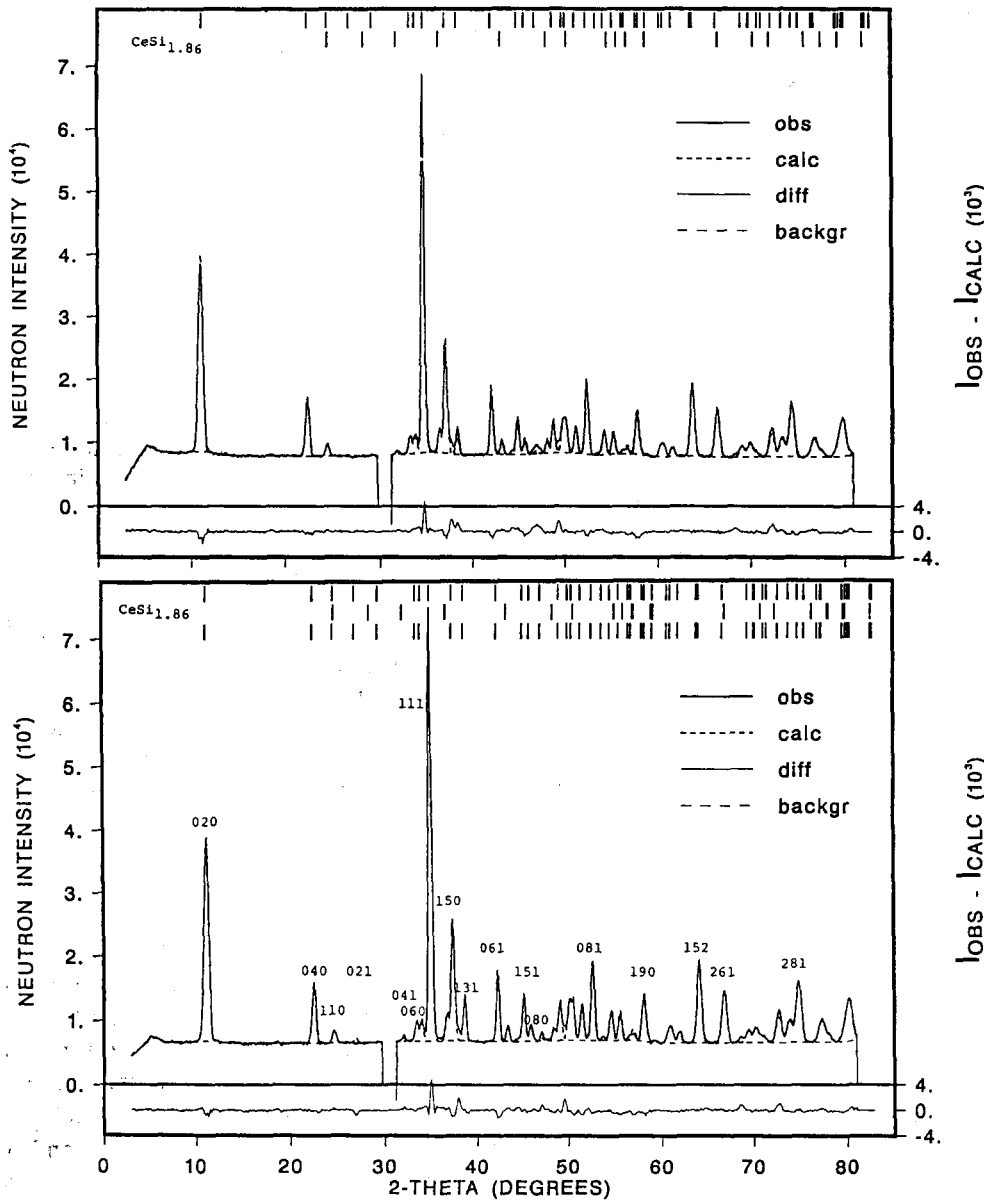 CeSi1.86
7.
6.
5.
4.
3.
2.
1.
0.
NEUTRON INTENSITY (10⁴)
obs
calc
diff
backgr
4.
0.
-4.
IOBS - ICALC (10³)
CeSi1.86
7.
6.
5.
4.
3.
2.
1.
0.
NEUTRON INTENSITY (10⁴)
obs
calc
diff
backgr
111
020
150
040
110
021
041
060
131
061
151
080
081
190
152
261
281
4.
0.
-4.
IOBS - ICALC (10³)
0 10 20 30 40 50 60 70 80
2-THETA (DEGREES)